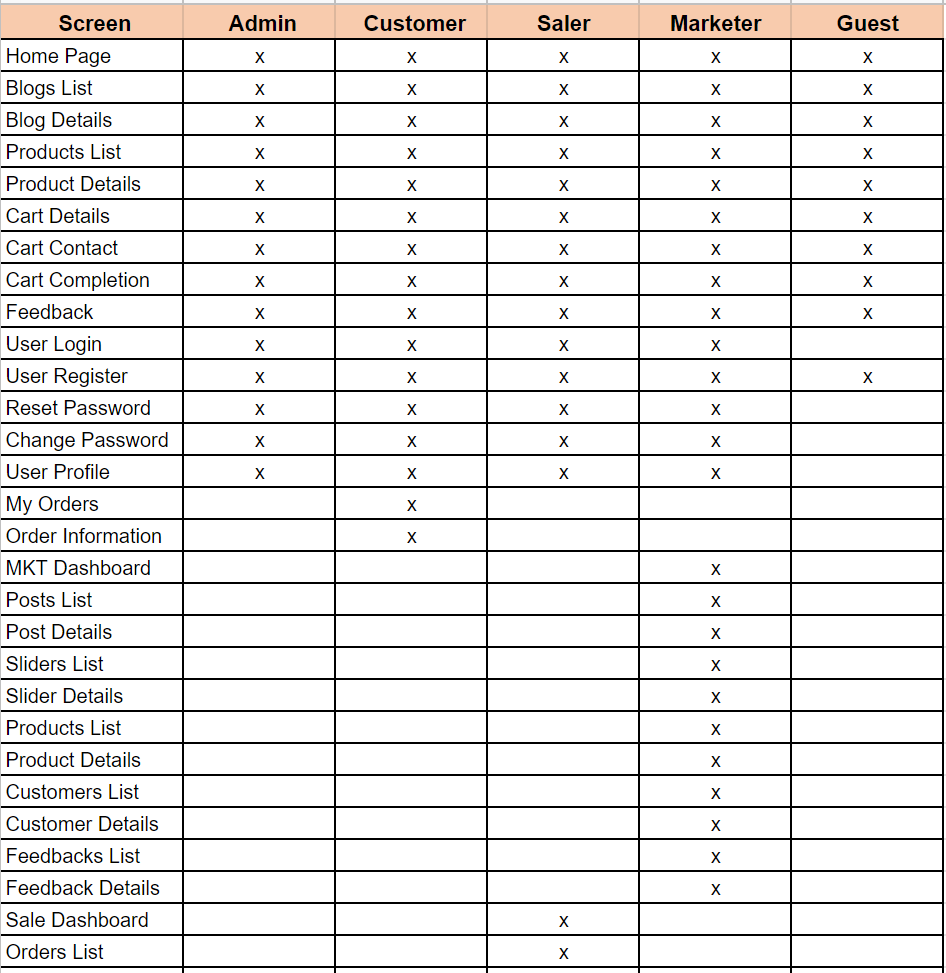 Screen Admin Customer Saler Marketer Guest
Home Page x x x x x
Blogs List x x x x x
Blog Details x x x x x
Products List x x x x x
Product Details x x x x x
Cart Details x x x x x
Cart Contact x x x x x
Cart Completion x x x x x
Feedback x x x x x
User Login x x x x
User Register x x x x x
Reset Password x x x x
Change Password x x x x
User Profile x x x x
My Orders x
Order Information x
MKT Dashboard x
Posts List x
Post Details x
Sliders List x
Slider Details x
Products List x
Product Details x
Customers List x
Customer Details x
Feedbacks List x
Feedback Details x
Sale Dashboard x
Orders List x